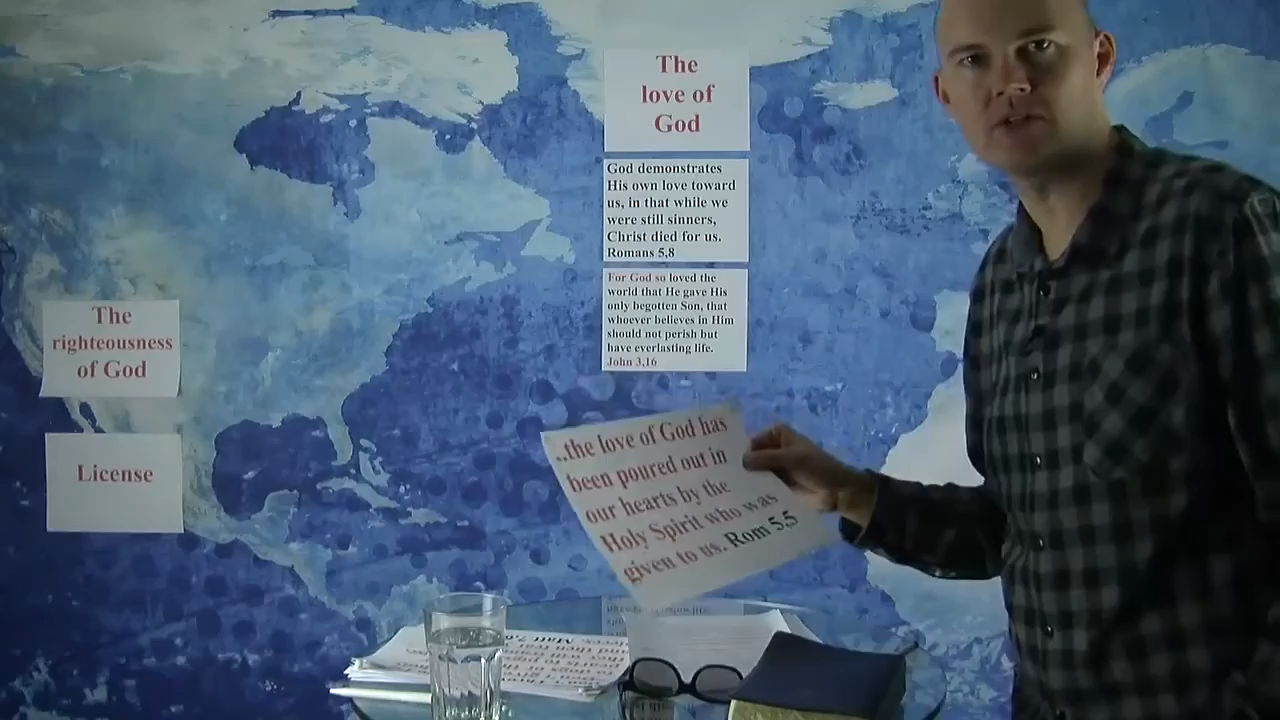 The
love of
God
God demonstrates
His own love toward
us, in that while we
were still sinners,
Christ died for us.
Romans 5,8
For God so loved the
world that He gave His
only begotten Son, that
whoever believes in Him
should not perish but
have everlasting life.
John 3,16
The
righteousness
of God
License
..the love of God has
been poured out in
our hearts by the
Holy Spirit who was
given to us. Rom 5,5